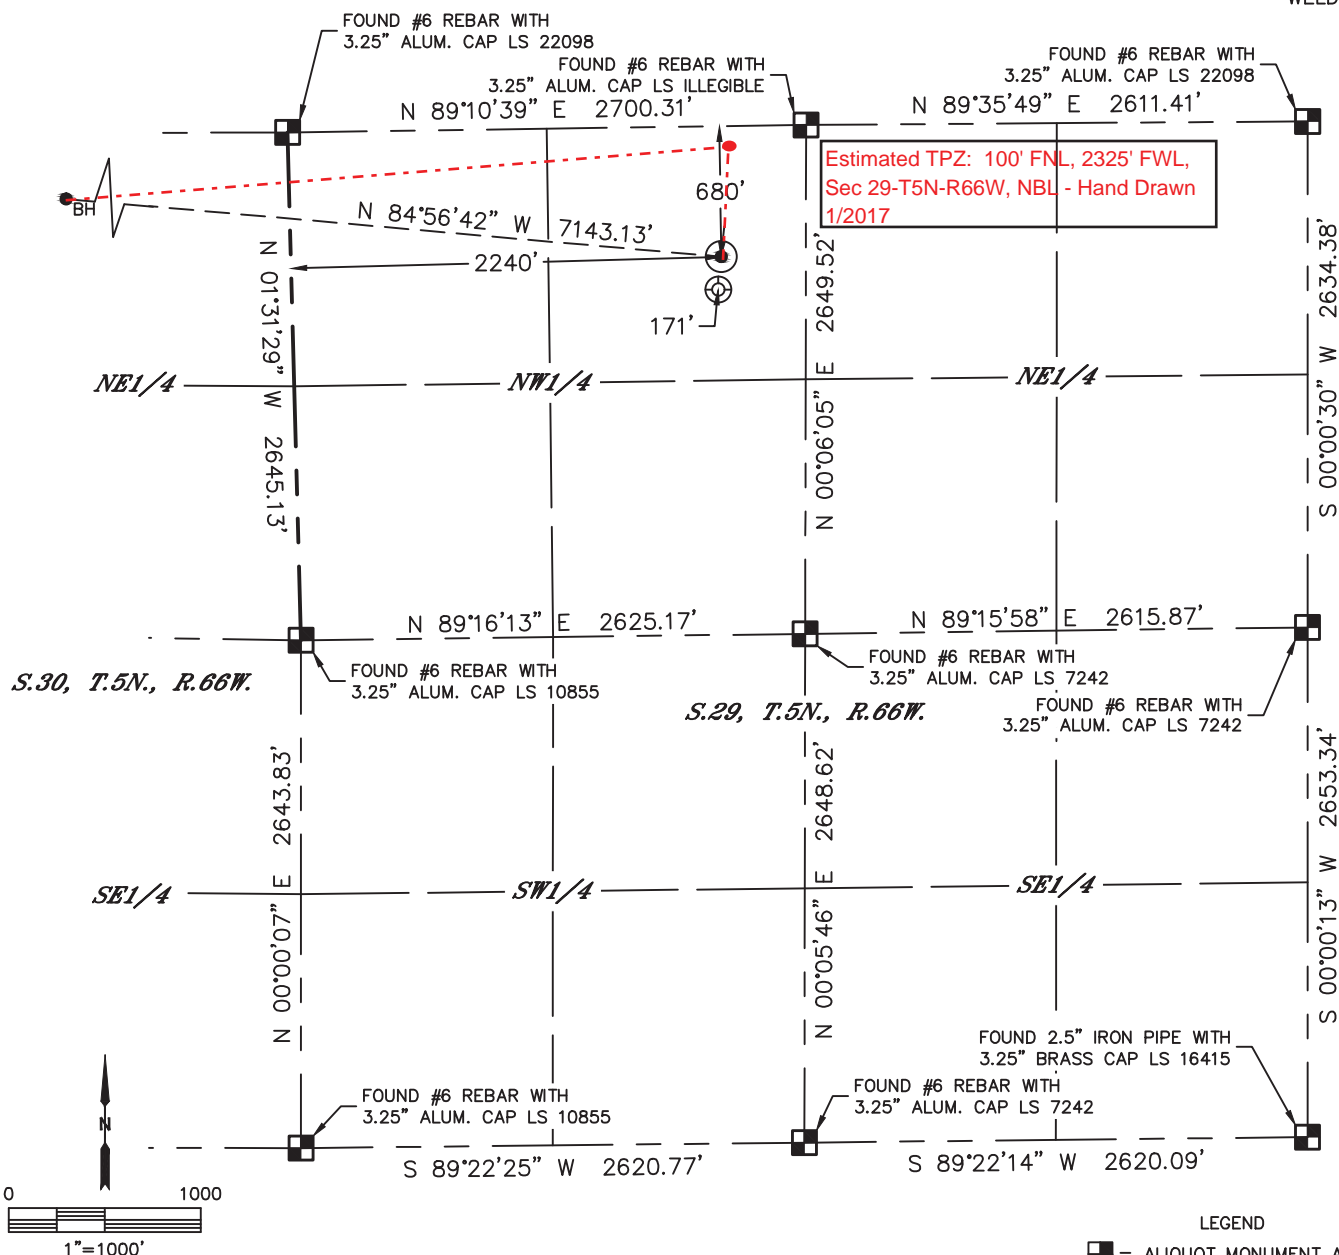 WELD
FOUND #6 REBAR WITH
3.25" ALUM. CAP LS 22098
FOUND #6 REBAR WITH
3.25" ALUM. CAP LS ILLEGIBLE
FOUND #6 REBAR WITH
3.25" ALUM. CAP LS 22098
N 89°10'39" E 2700.31'
N 89°35'49" E 2611.41'
Estimated TPZ: 100' FNL, 2325' FWL,
Sec 29-T5N-R66W, NBL - Hand Drawn
1/2017
680'
BH
N 84°56'42" W 7143.13'
2240'
171'
N 01°31'29" W 2645.13'
N 00°06'05" E 2649.52'
S 00°00'30" W 2634.38'
NE1/4
NW1/4
NE1/4
N 89°16'13" E 2625.17'
N 89°15'58" E 2615.87'
FOUND #6 REBAR WITH
3.25" ALUM. CAP LS 10855
FOUND #6 REBAR WITH
3.25" ALUM. CAP LS 7242
S.30, T.5N., R.66W.
S.29, T.5N., R.66W.
FOUND #6 REBAR WITH
3.25" ALUM. CAP LS 7242
N 00°00'07" E 2643.83'
N 00°05'46" E 2648.62'
S 00°00'13" W 2653.34'
SE1/4
SW1/4
SE1/4
FOUND 2.5" IRON PIPE WITH
3.25" BRASS CAP LS 16415
FOUND #6 REBAR WITH
3.25" ALUM. CAP LS 10855
FOUND #6 REBAR WITH
3.25" ALUM. CAP LS 7242
N
S 89°22'25" W 2620.77'
S 89°22'14" W 2620.09'
0 1000
1"=1000'
LEGEND
= ALIQUOT MONUMENT A